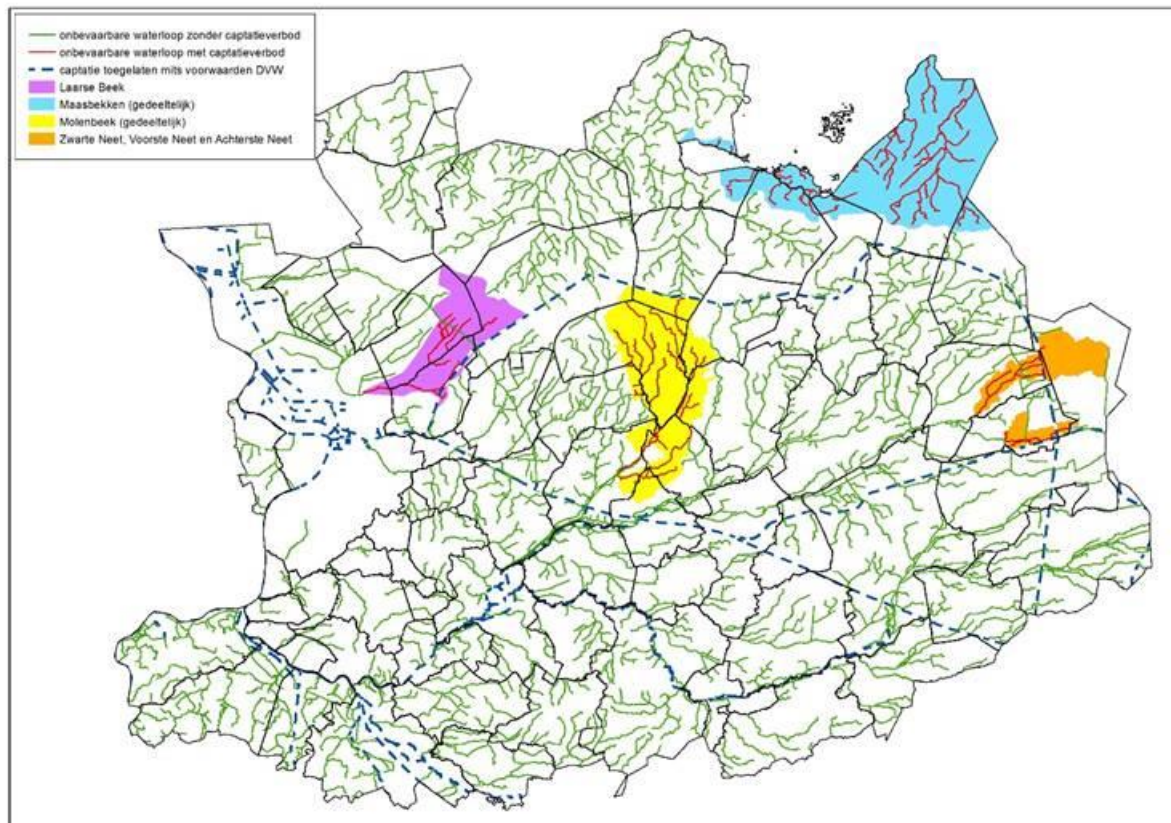 onbevaarbare waterloop zonder captatieverbod
onbevaarbare waterloop met captatieverbod
captatie toegelaten mits voorwaarden DVW
Laarse Beek
Maasbekken (gedeeltelijk)
Molenbeek (gedeeltelijk)
Zwarte Neet, Voorste Neet en Achterste Neet